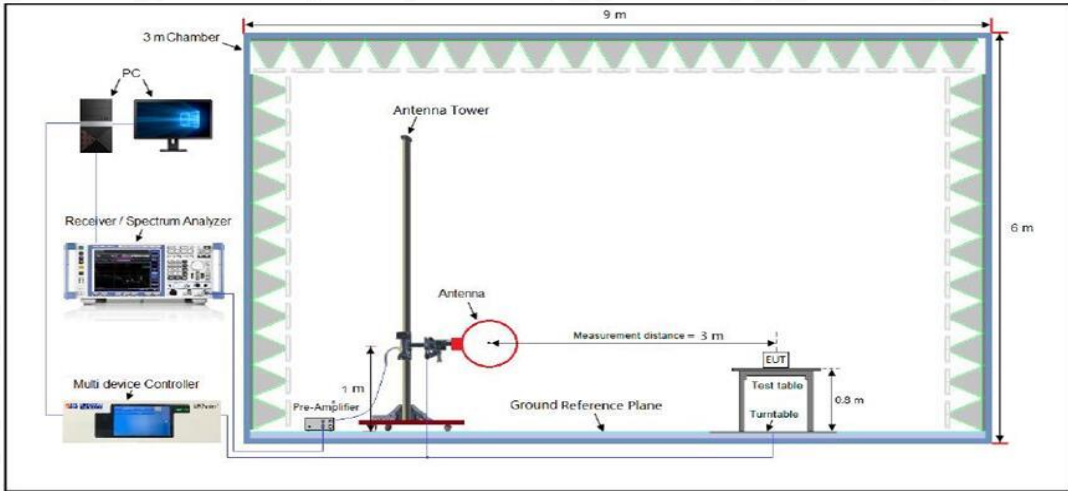 9 m
3 m Chamber
PC
Antenna Tower
Receiver / Spectrum Analyzer
6 m
Antenna
Measurement distance = 3 m
EUT
Multi device Controller
1 m
Test table
0.8 m
Pre-Amplifier
Ground Reference Plane
Turntable